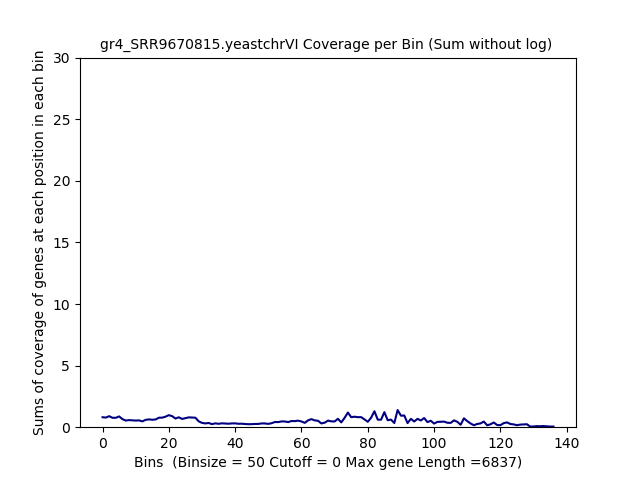 gr4_SRR9670815.yeastchrVI Coverage per Bin (Sum without log)
Sums of coverage of genes at each position in each bin
30
25
20
15
10
5
0
0 20 40 60 80 100 120 140
Bins  (Binsize = 50 Cutoff = 0 Max gene Length =6837)